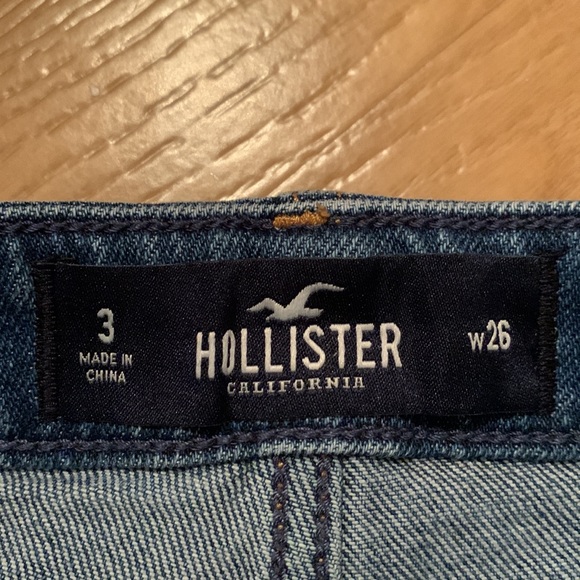 3
MADE IN
CHINA
HOLLISTER
CALIFORNIA
W26